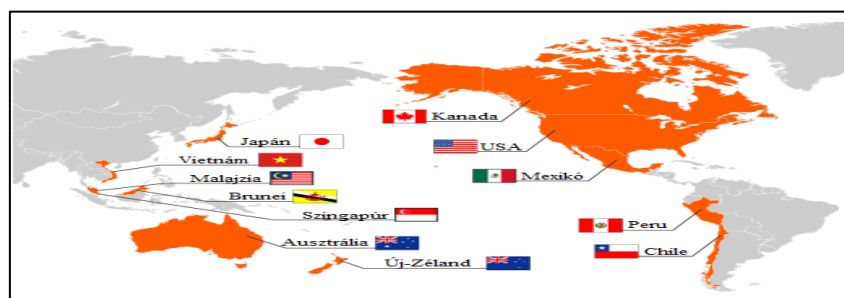 Kanada
Japán
USA
Vietnám
Malajzia
Mexikó
Brunei
Szingapúr
Peru
Ausztrália
Chile
Új-Zéland